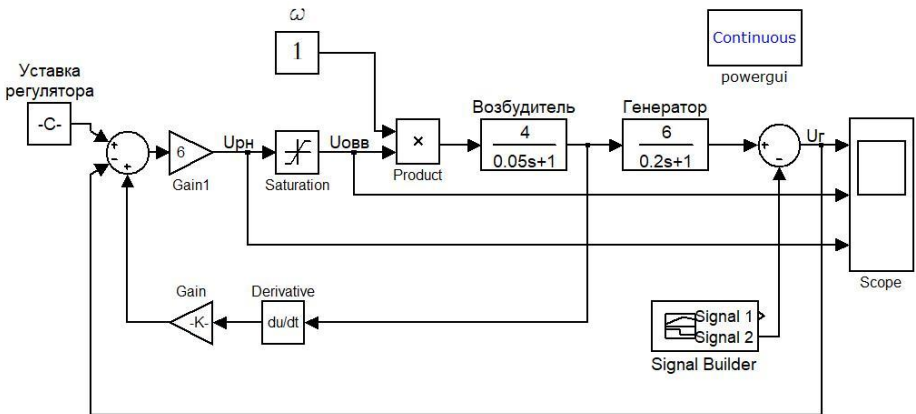 ω
1
Continuous
powergui
Уставка
регулятора
-C-
+
-
+
6
Gain1
Uрн
Saturation
Uовв
×
Product
Возбудитель
4
0.05s+1
Генератор
6
0.2s+1
+
-
Uг
Scope
Gain
-K-
Derivative
du/dt
Signal 1
Signal 2
Signal Builder